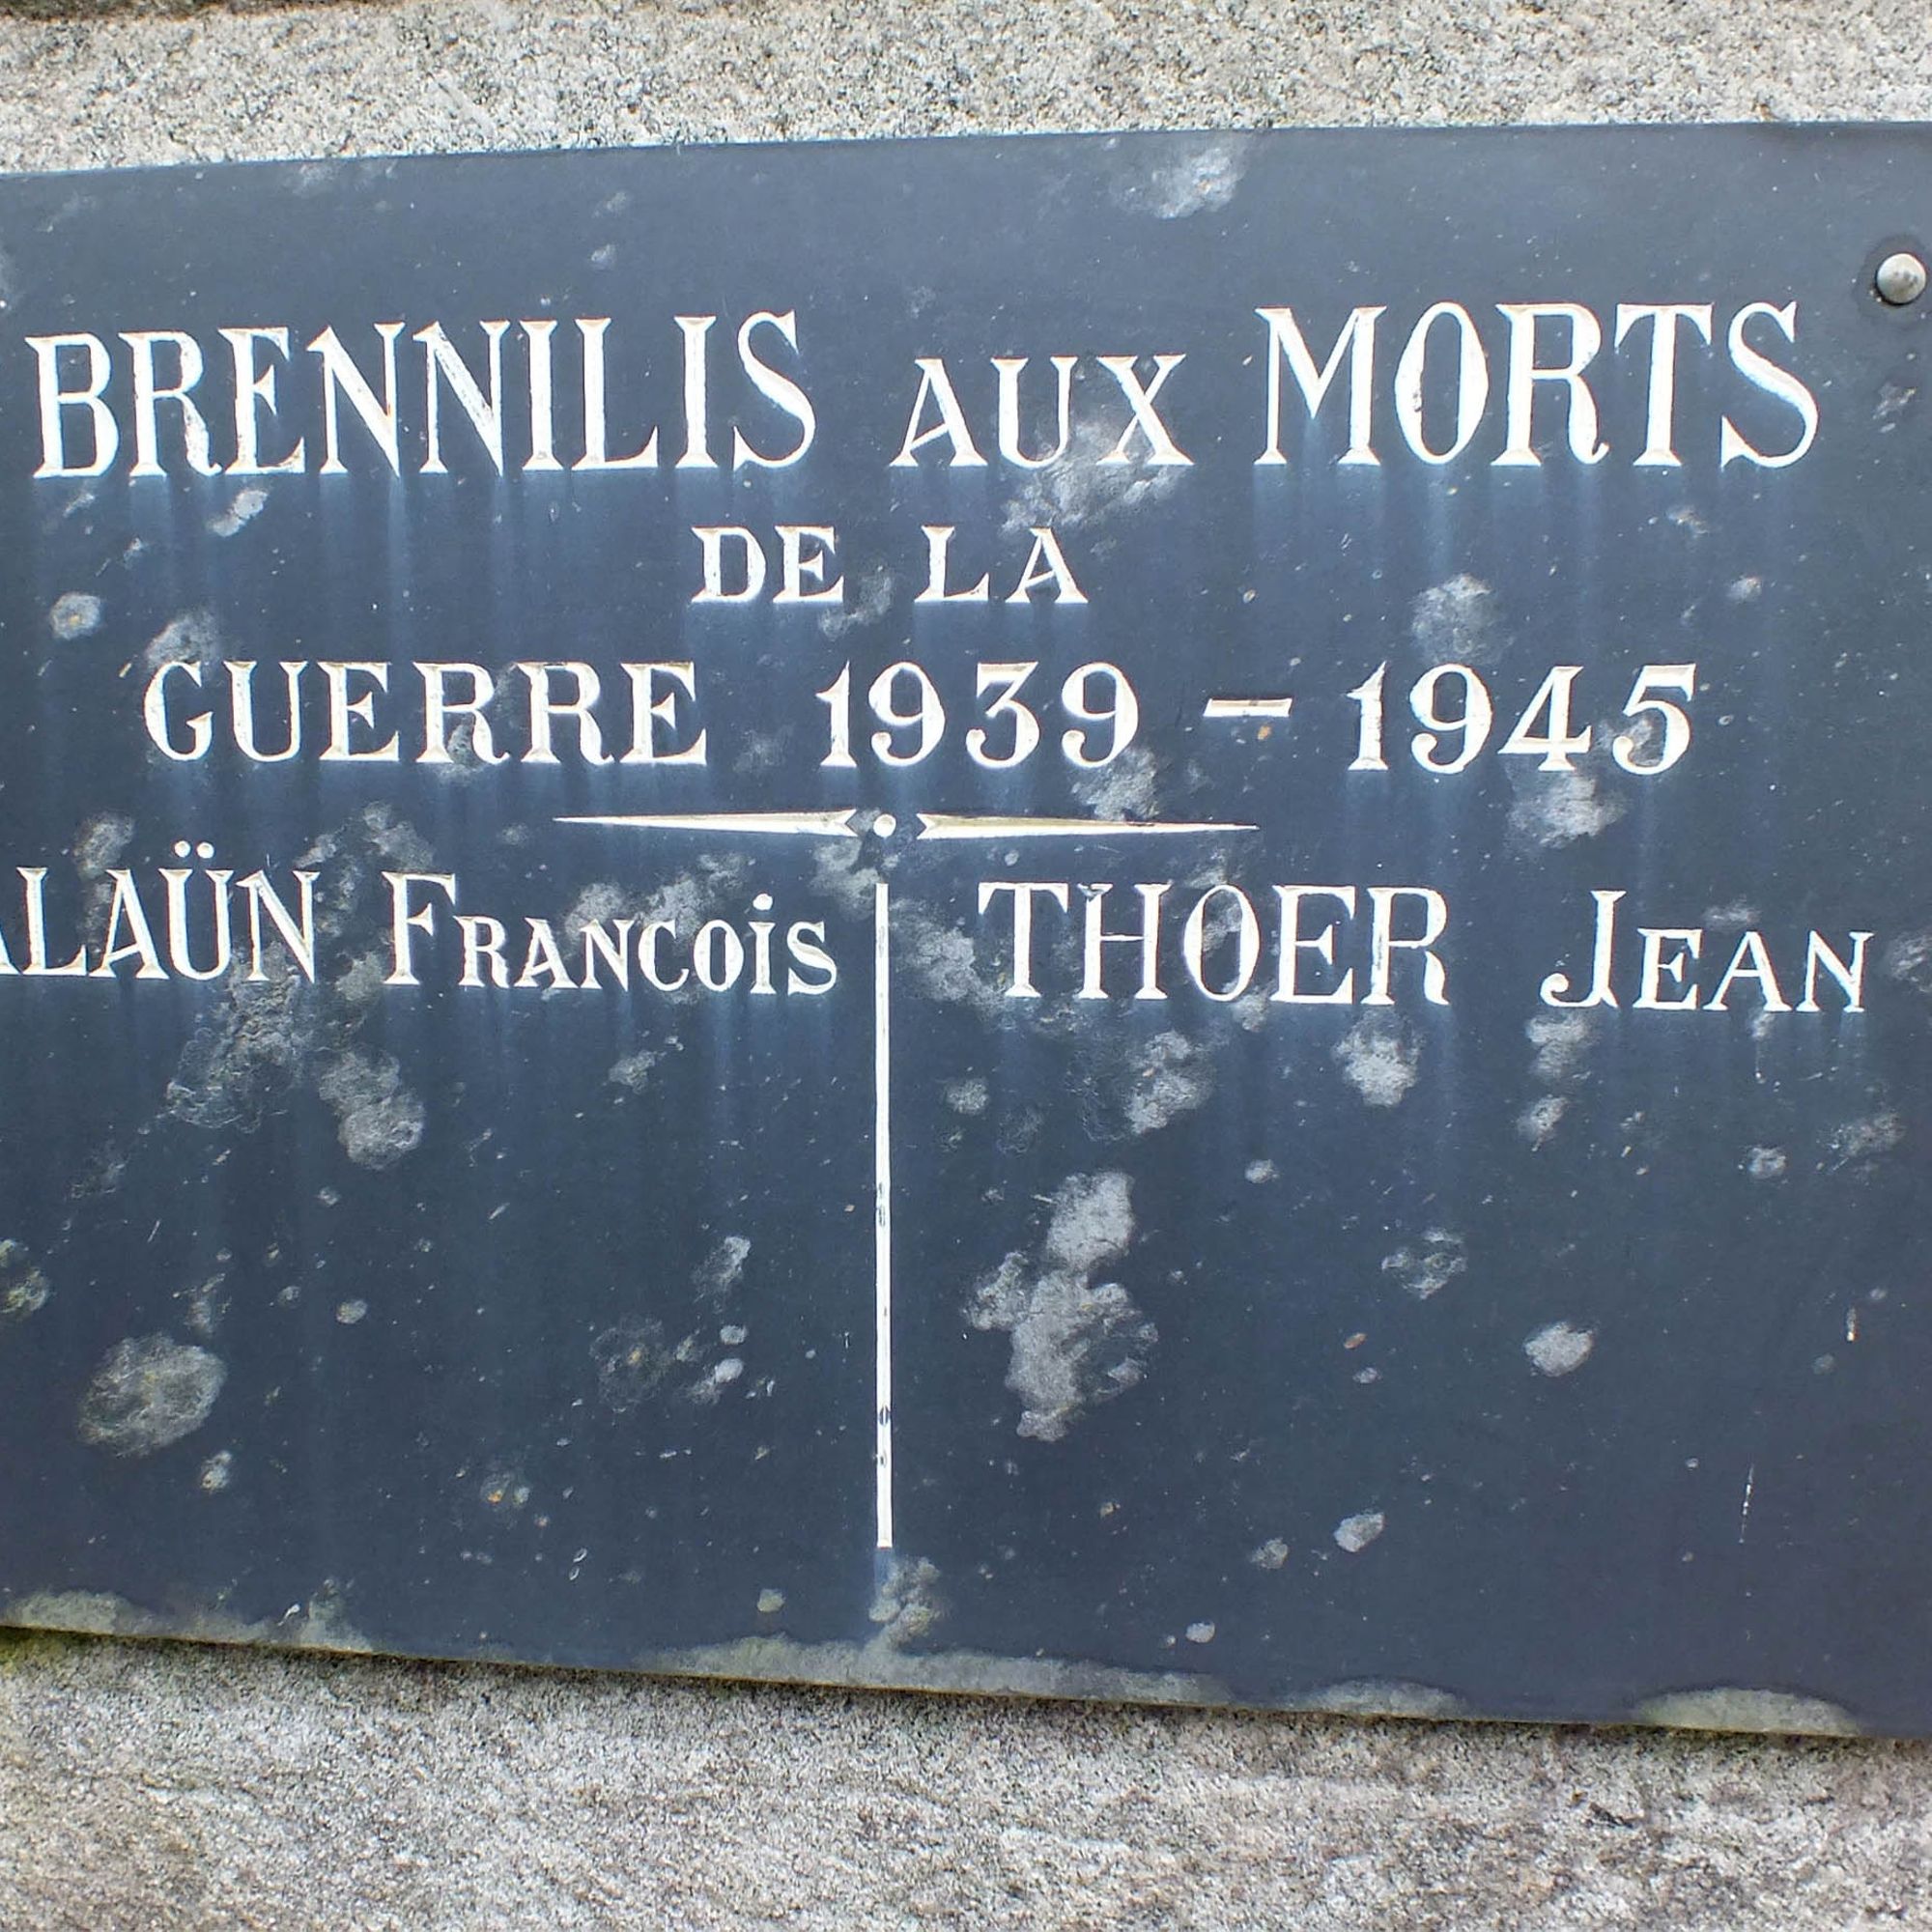 BRENNILIS AUX MORTS
DE LA
GUERRE 1939 - 1945
ALAÜN FRANCOIS
THOER JEAN